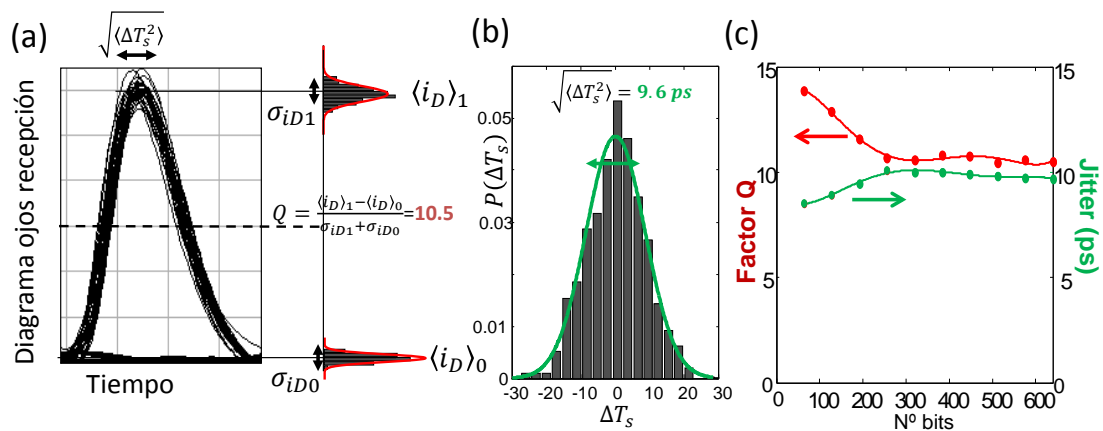 (a)
√⟨ΔT_s^2⟩
Diagrama ojos recepción
Tiempo
σ_iD1
⟨i_D⟩_1
Q = (⟨i_D⟩_1−⟨i_D⟩_0)/(σ_iD1+σ_iD0) =10.5
σ_iD0
⟨i_D⟩_0
(b)
√⟨ΔT_s^2⟩ = 9.6 ps
P(ΔT_s)
0.05
0.03
0.01
0
-30 -20 -10 0 10 20 30
ΔT_s
(c)
Factor Q
15
10
5
0
0 100 200 300 400 500 600
Nº bits
15
10
5
0
Jitter (ps)